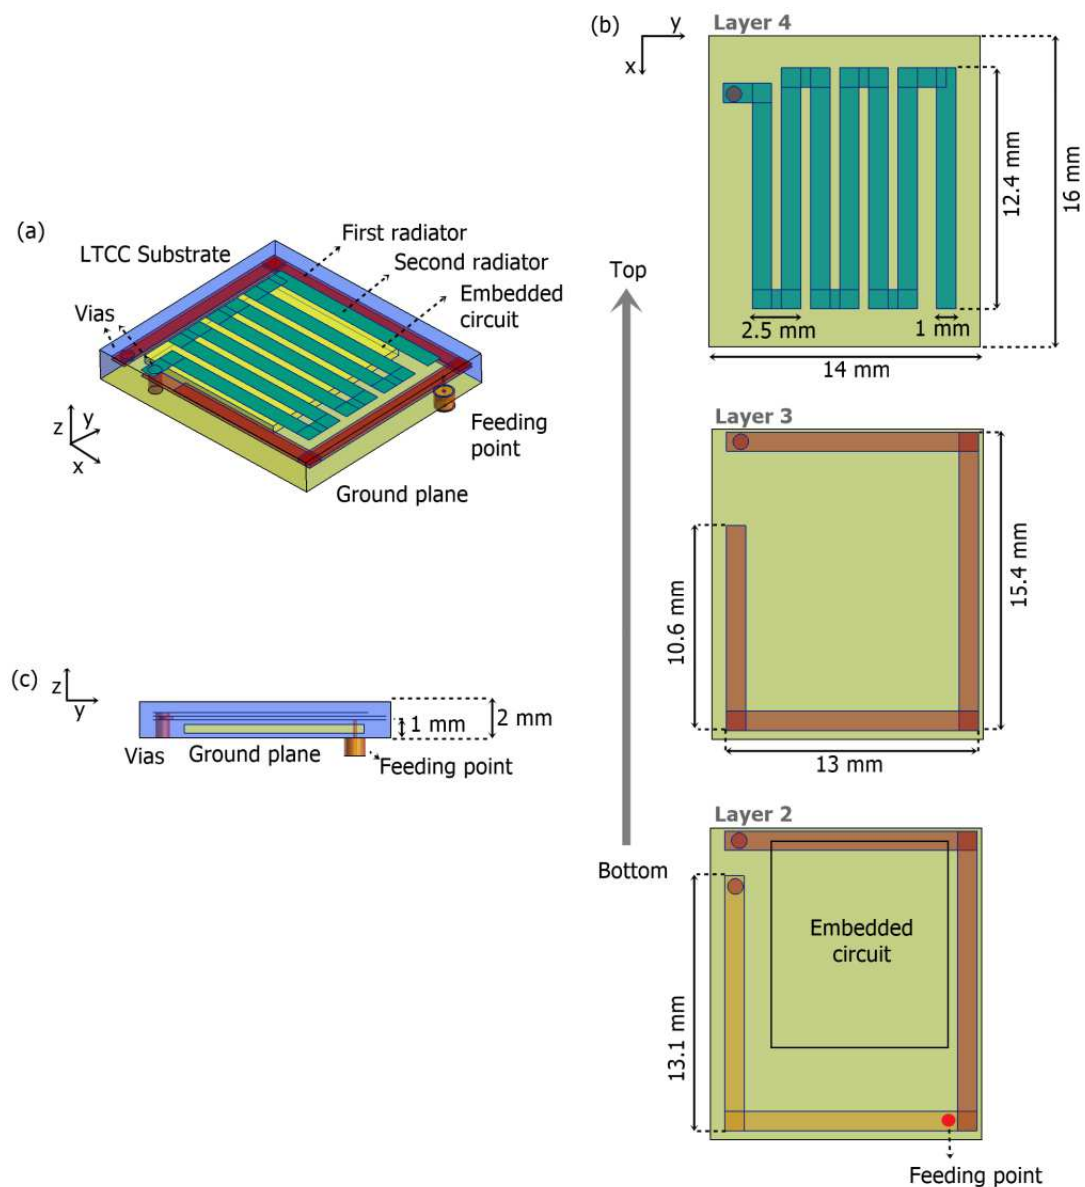 (a)
LTCC Substrate
First radiator
Second radiator
Embedded
circuit
Vias
Feeding
point
Ground plane
z
y
x
(b)
y
x
Layer 4
12.4 mm
16 mm
2.5 mm
1 mm
14 mm
Top
Bottom
Layer 3
10.6 mm
15.4 mm
13 mm
Layer 2
Embedded
circuit
13.1 mm
Feeding point
(c)
z
y
1 mm
2 mm
Vias
Ground plane
Feeding point